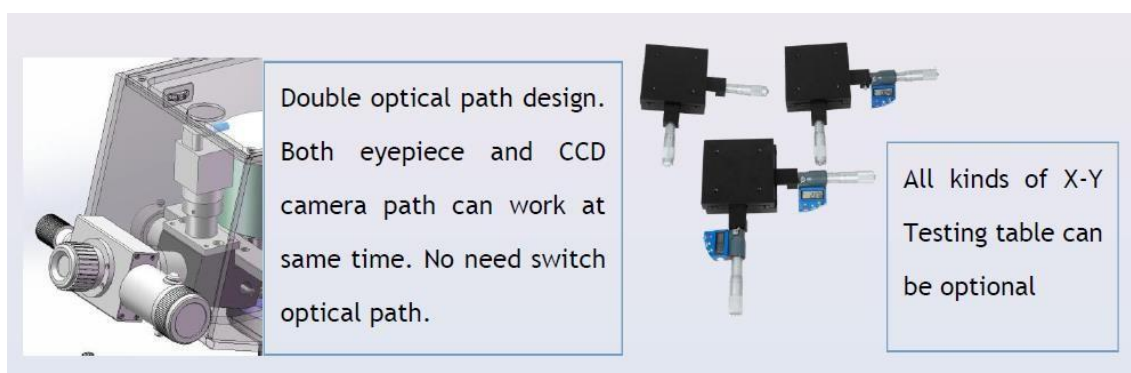 Double optical path design.
Both eyepiece and CCD
camera path can work at
same time. No need switch
optical path.
All kinds of X-Y
Testing table can
be optional